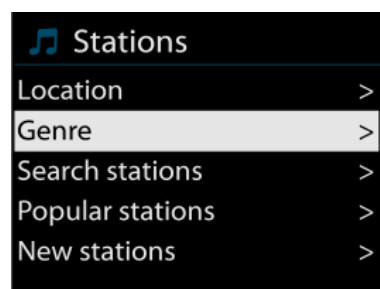 Stations
Location >
Genre >
Search stations >
Popular stations >
New stations >